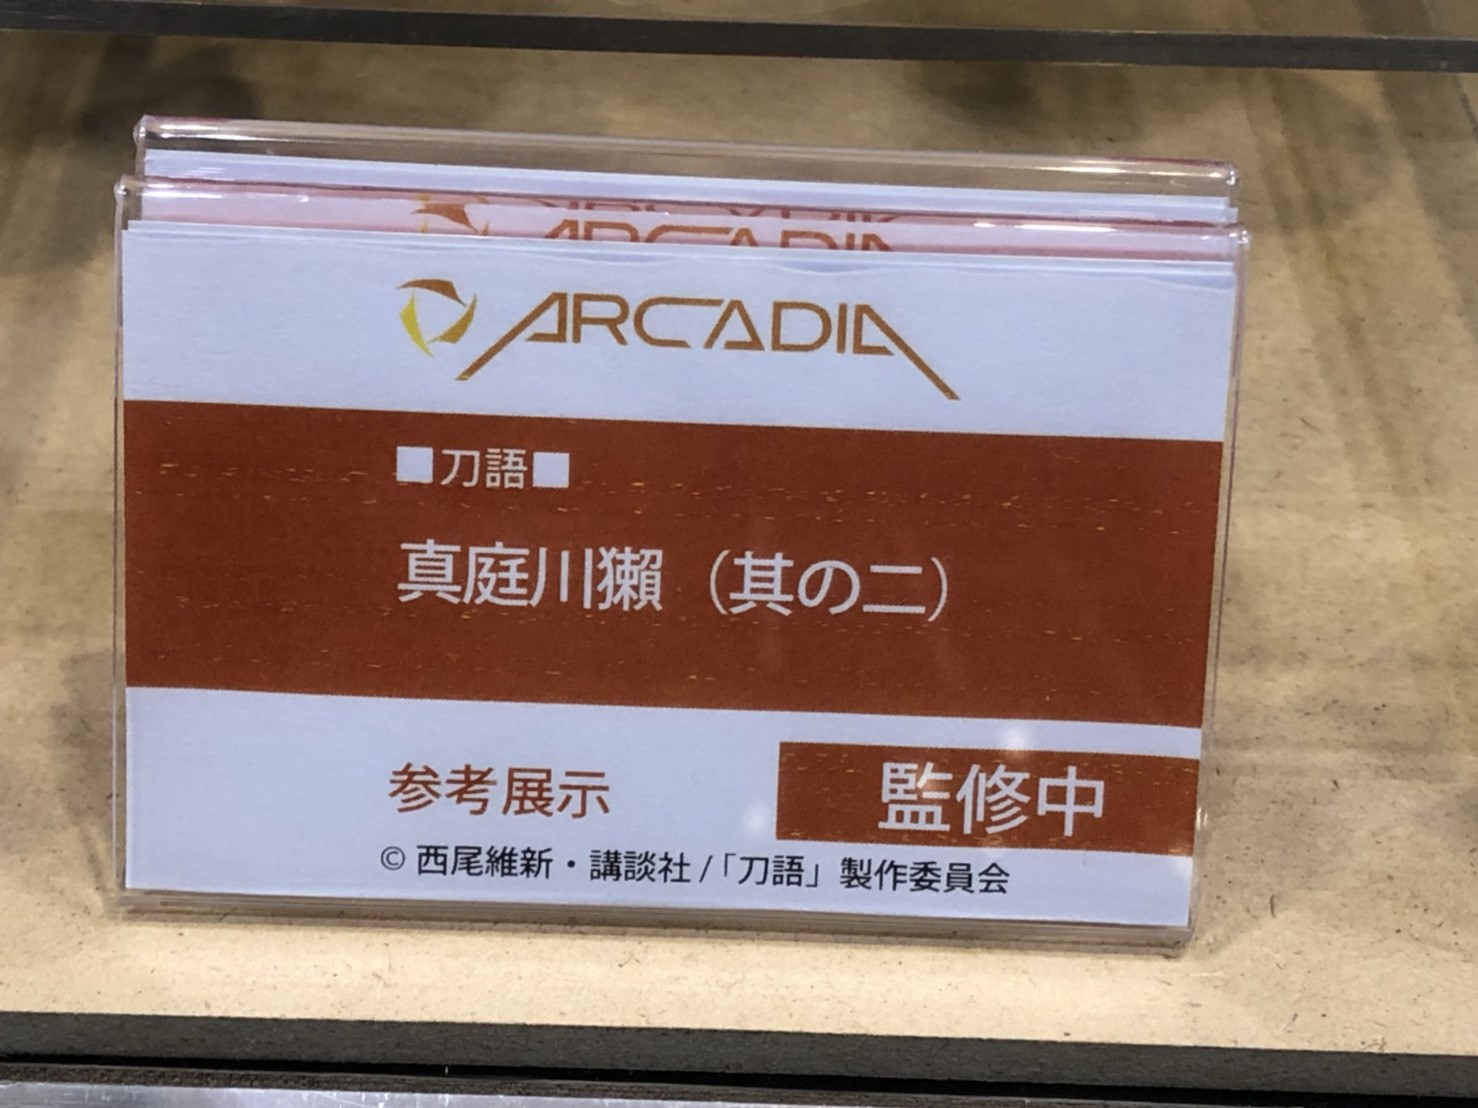 ARCADIA
■刀語■
真庭川獺（其の二）
参考展示
監修中
© 西尾維新・講談社/「刀語」製作委員会